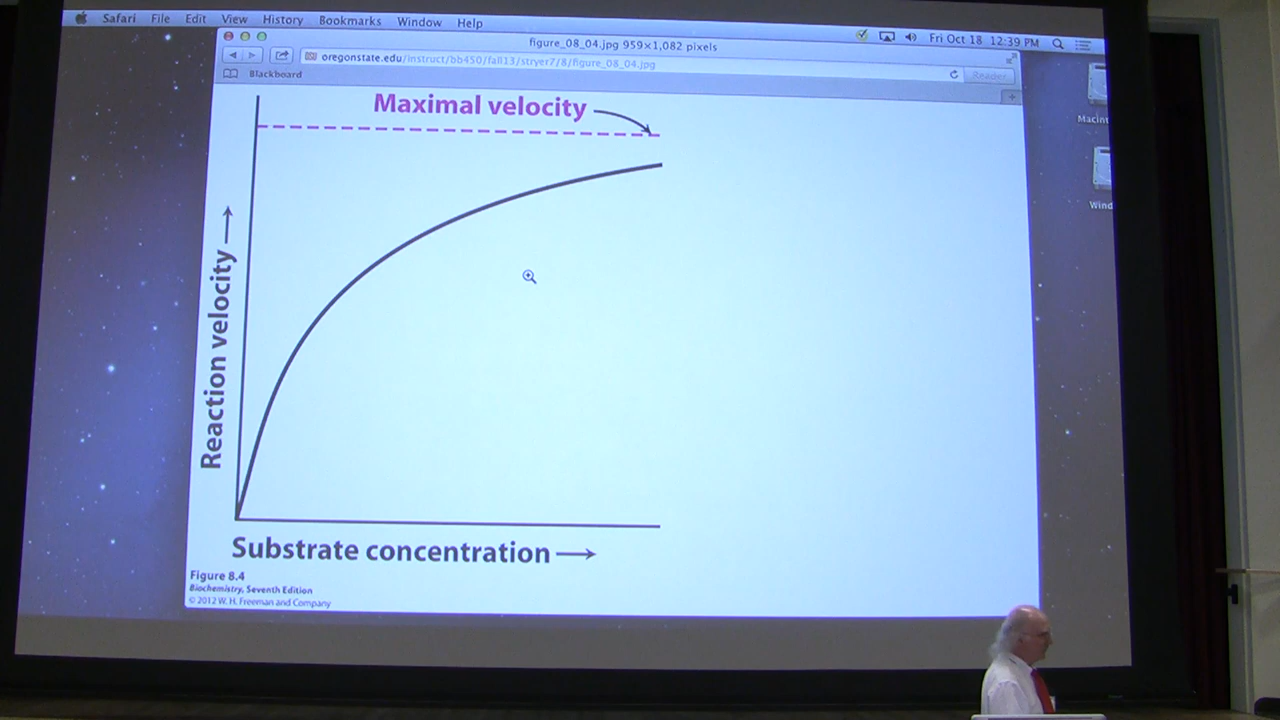 Safari File Edit View History Bookmarks Window Help
Fri Oct 18 12:39 PM
figure_08_04.jpg 959×1,082 pixels
oregonstate.edu/instruct/bb450/fall13/stryer7/8/figure_08_04.jpg
Reader
Blackboard
Maximal velocity
Macint
Wind
Reaction velocity
Substrate concentration
Figure 8.4
Biochemistry, Seventh Edition
© 2012 W. H. Freeman and Company